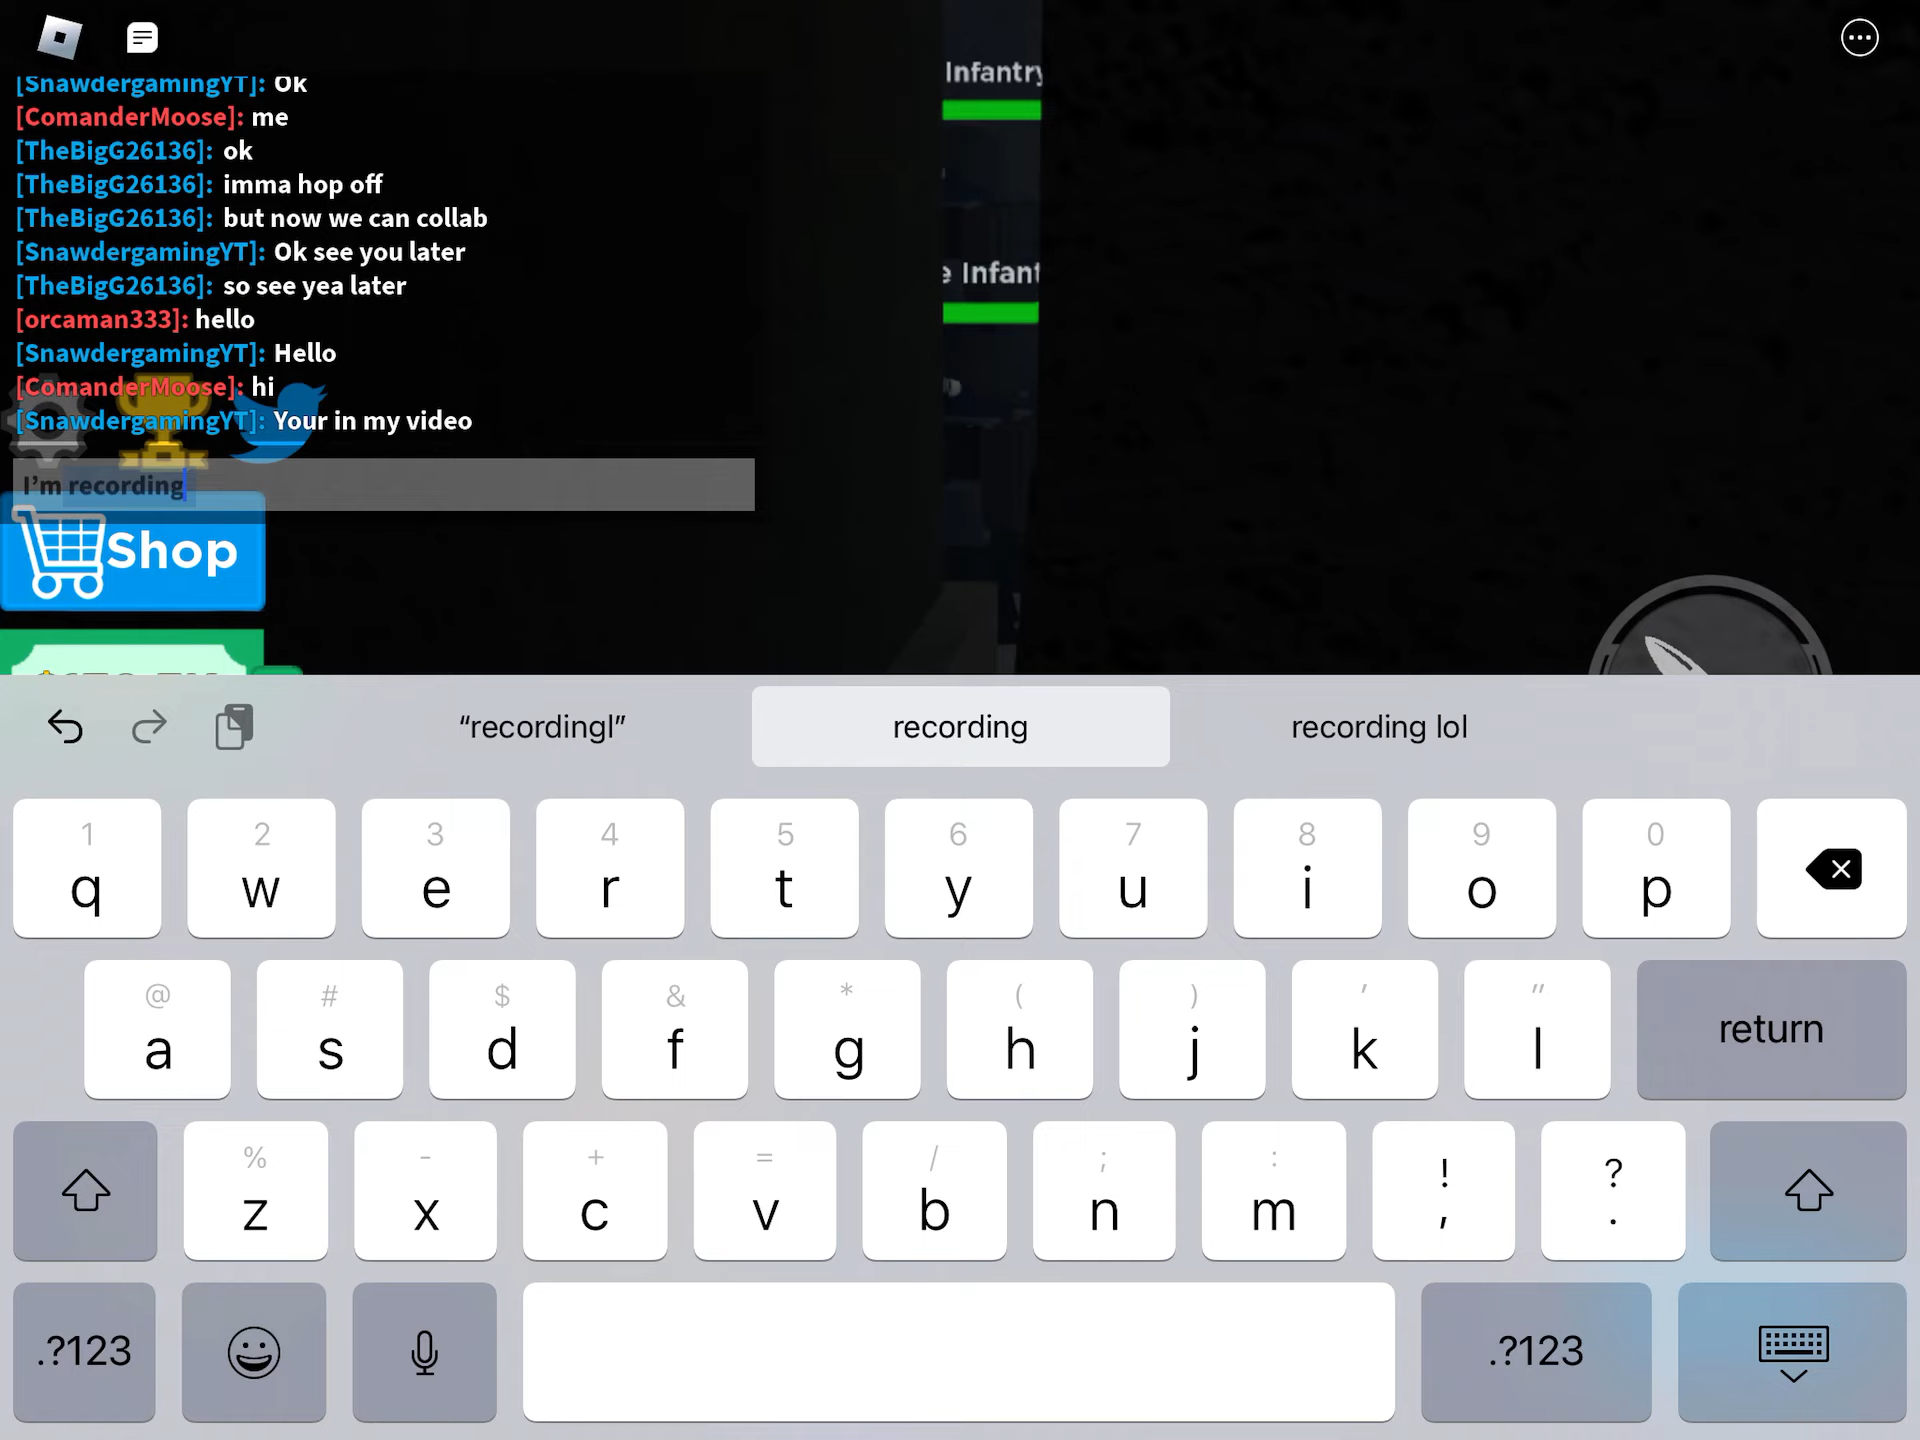 [SnawdergamingYT]: Ok
[ComanderMoose]: me
[TheBigG26136]: ok
[TheBigG26136]: imma hop off
[TheBigG26136]: but now we can collab
[SnawdergamingYT]: Ok see you later
[TheBigG26136]: so see yea later
[orcaman333]: hello
[SnawdergamingYT]: Hello
[ComanderMoose]: hi
[SnawdergamingYT]: Your in my video
I’m recording
Infantry
e Infant
Shop
“recordingl” recording recording lol
1 2 3 4 5 6 7 8 9 0
q w e r t y u i o p
@ # $ & * ( ) ' "
a s d f g h j k l return
% - + = / ; : ! ?
z x c v b n m , .
.?123 .?123